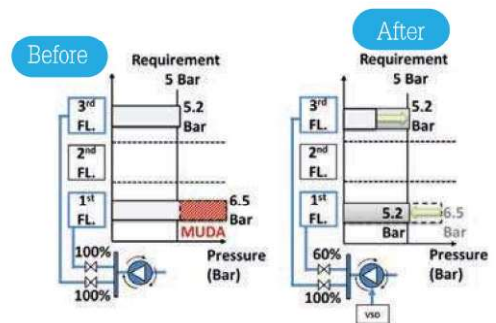 Before
Requirement
5 Bar
3rd
FL.
5.2
Bar
2nd
FL.
1st
FL.
6.5
Bar
MUDA
100%
100%
Pressure
(Bar)
After
Requirement
5 Bar
3rd
FL.
5.2
Bar
2nd
FL.
1st
FL.
5.2
Bar
6.5
Bar
60%
100%
Pressure
(Bar)
VSD